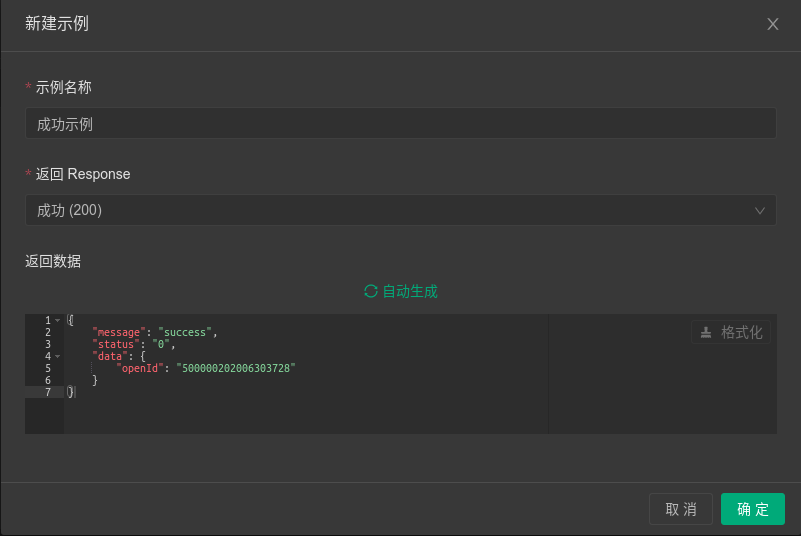 新建示例
* 示例名称
成功示例
* 返回 Response
成功 (200)
返回数据
自动生成
格式化
1 {
2 "message": "success",
3 "status": "0",
4 "data": {
5 "openId": "500000202006303728"
6 }
7 }
取 消 确 定